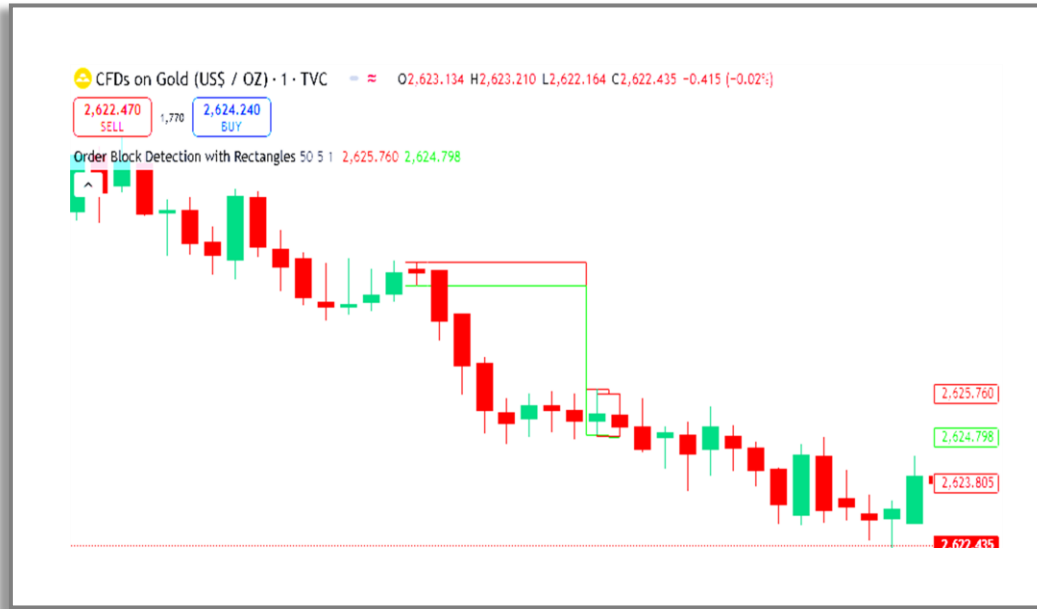 CFDs on Gold (US$ / OZ) · 1 · TVC O2,623.134 H2,623.210 L2,622.164 C2,622.435 −0.415 (−0.02%)
2,622.470 1,770 2,624.240
SELL BUY
Order Block Detection with Rectangles 50 5 1 2,625.760 2,624.798
2,625.760
2,624.798
2,623.805
2,622.435